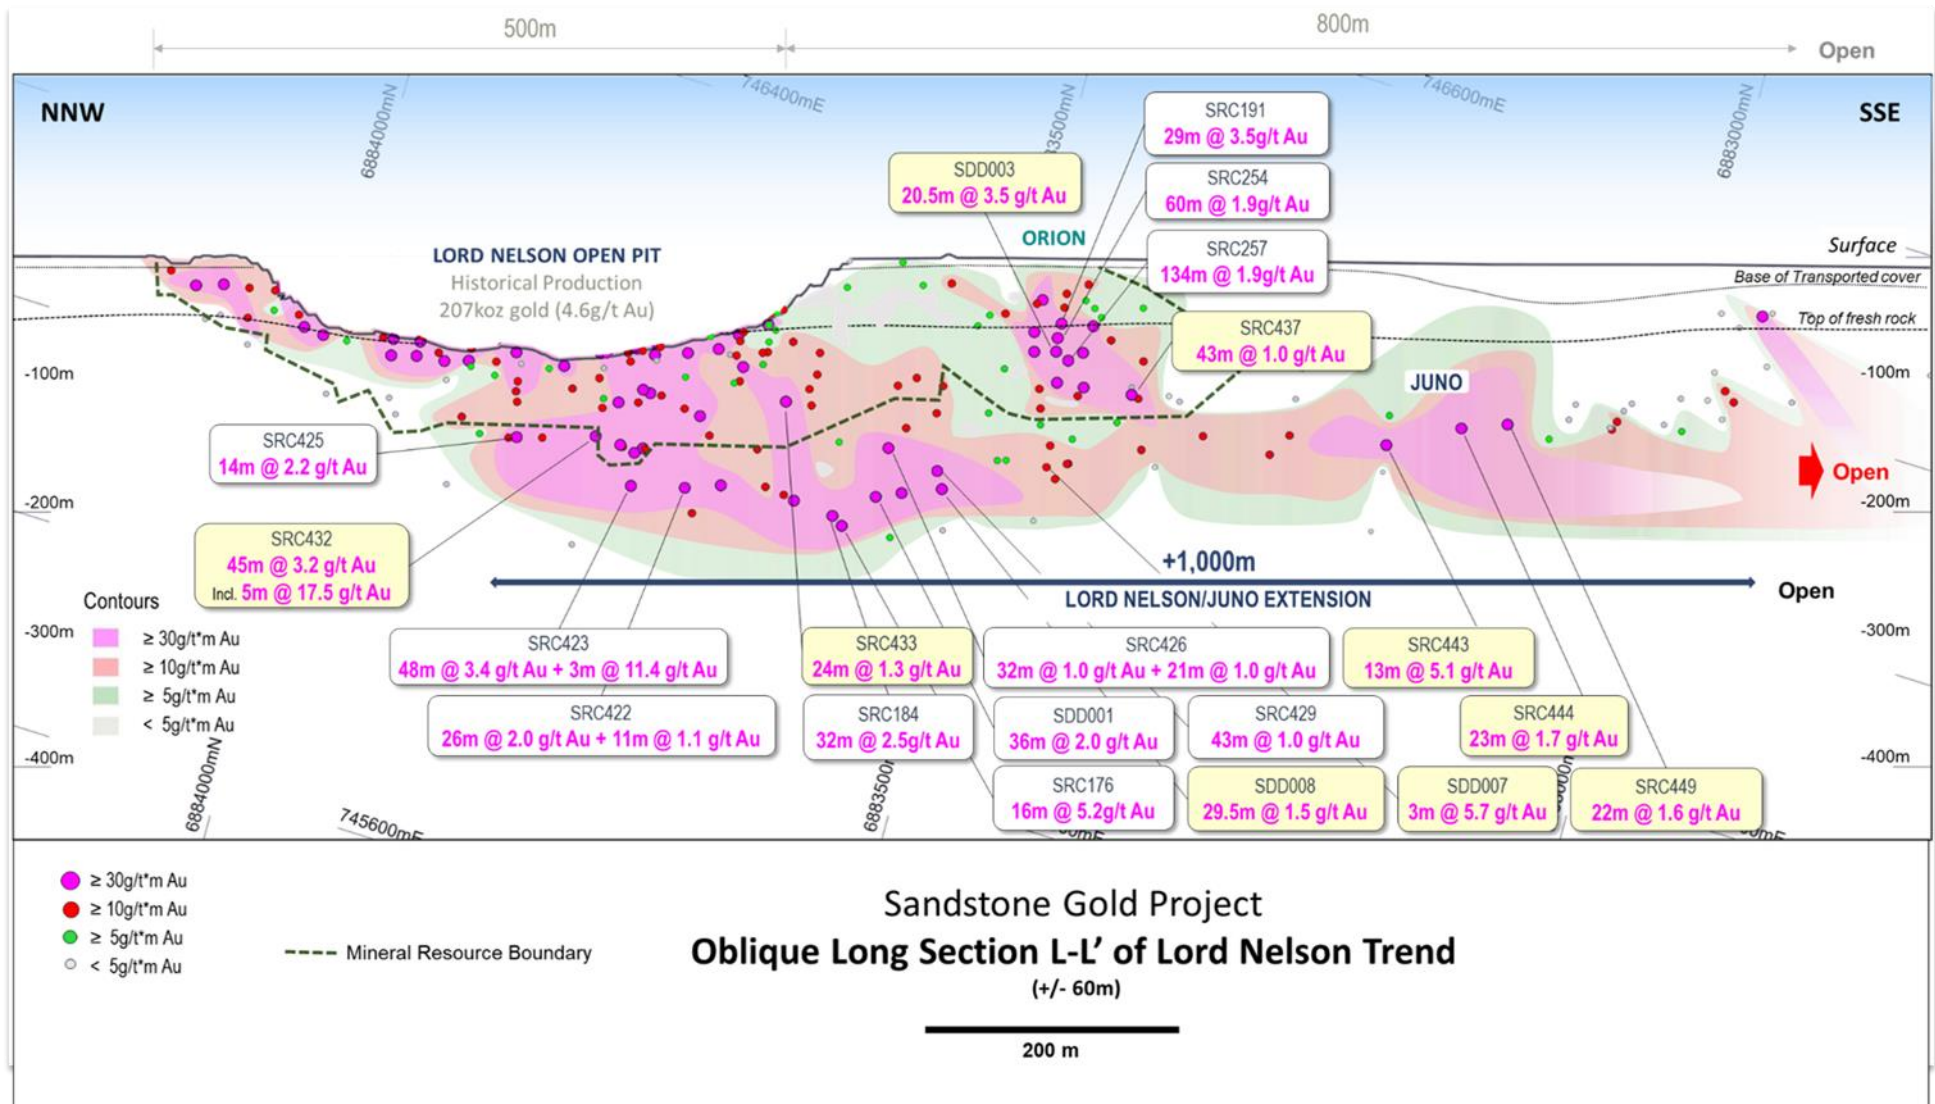 500m
800m
Open
NNW
6884000mN
746400mE
746600mE
6883000mN
SSE
SRC191
29m @ 3.5g/t Au
SDD003
20.5m @ 3.5 g/t Au
SRC254
60m @ 1.9g/t Au
ORION
SRC257
134m @ 1.9g/t Au
LORD NELSON OPEN PIT
Historical Production
207koz gold (4.6g/t Au)
Surface
Base of Transported cover
Top of fresh rock
SRC437
43m @ 1.0 g/t Au
-100m
-100m
JUNO
SRC425
14m @ 2.2 g/t Au
Open
-200m
-200m
SRC432
45m @ 3.2 g/t Au
Incl. 5m @ 17.5 g/t Au
+1,000m
LORD NELSON/JUNO EXTENSION
Open
Contours
≥ 30g/t*m Au
≥ 10g/t*m Au
≥ 5g/t*m Au
< 5g/t*m Au
-300m
-300m
SRC423
48m @ 3.4 g/t Au + 3m @ 11.4 g/t Au
SRC433
24m @ 1.3 g/t Au
SRC426
32m @ 1.0 g/t Au + 21m @ 1.0 g/t Au
SRC443
13m @ 5.1 g/t Au
SRC422
26m @ 2.0 g/t Au + 11m @ 1.1 g/t Au
SRC184
32m @ 2.5g/t Au
SDD001
36m @ 2.0 g/t Au
SRC429
43m @ 1.0 g/t Au
SRC444
23m @ 1.7 g/t Au
-400m
-400m
SRC176
16m @ 5.2g/t Au
SDD008
29.5m @ 1.5 g/t Au
SDD007
3m @ 5.7 g/t Au
SRC449
22m @ 1.6 g/t Au
6884000mN
745600mE
≥ 30g/t*m Au
≥ 10g/t*m Au
≥ 5g/t*m Au
< 5g/t*m Au
Mineral Resource Boundary
Sandstone Gold Project
Oblique Long Section L-L’ of Lord Nelson Trend
(+/- 60m)
200 m